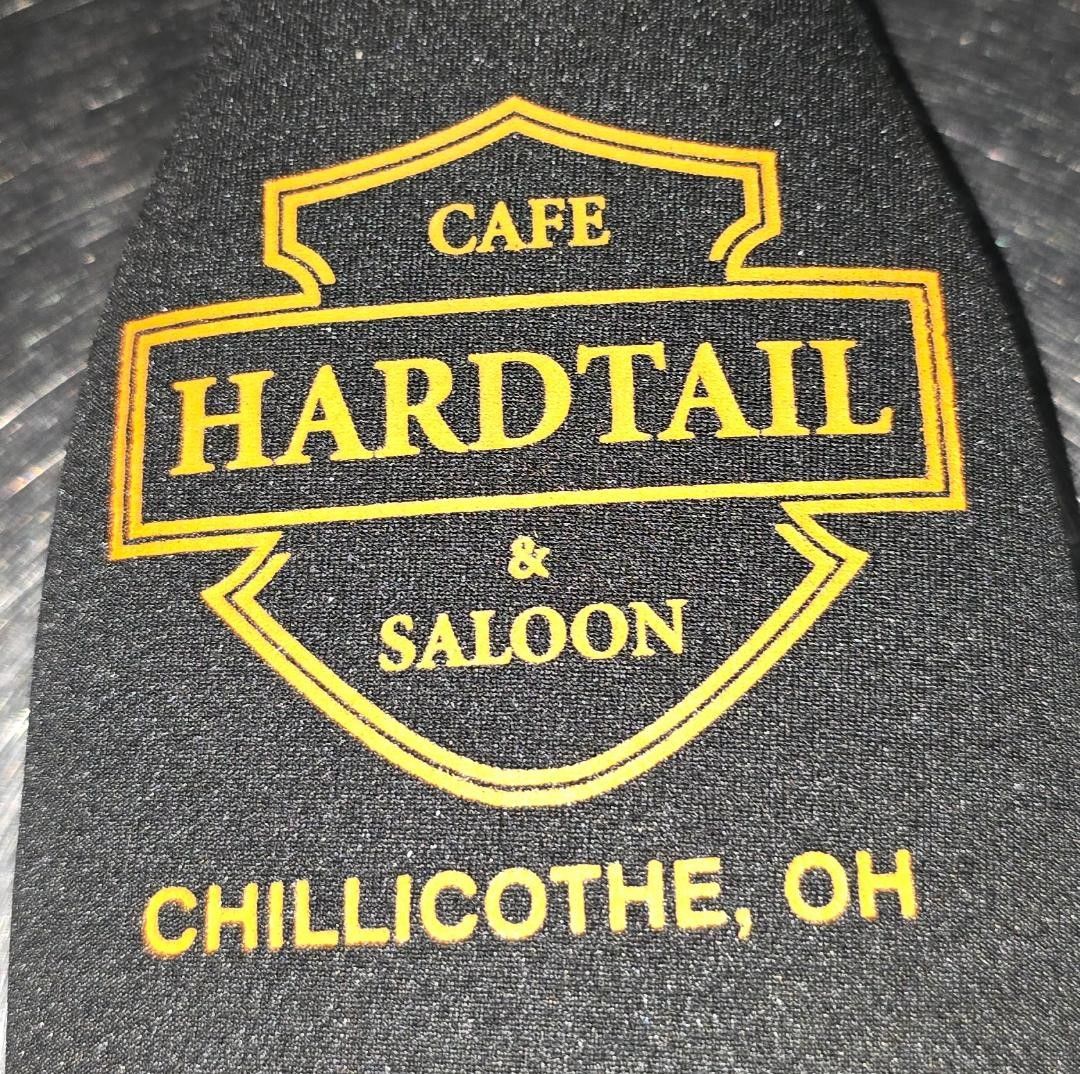 CAFE
HARDTAIL
&
SALOON
CHILLICOTHE, OH